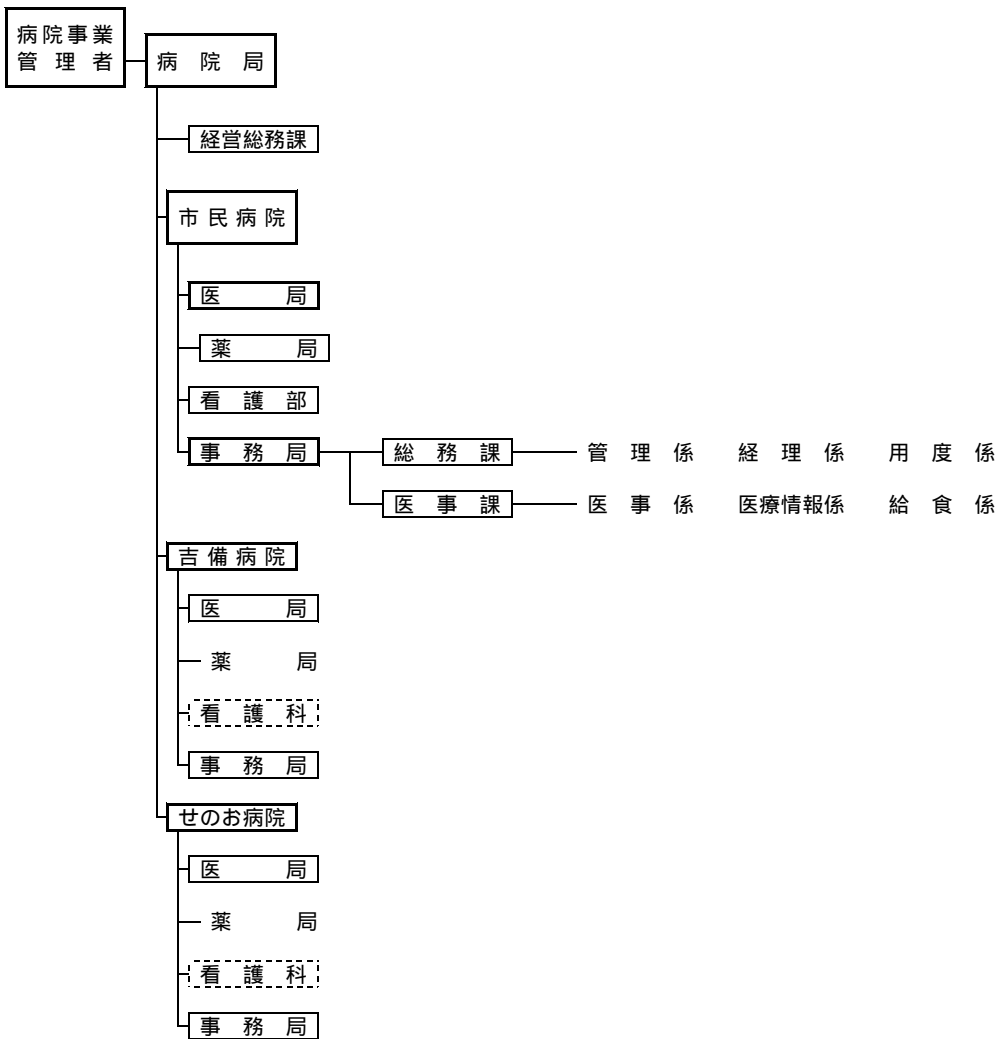 病院事業
管理者
病院局
経営総務課
市民病院
医局
薬局
看護部
事務局 総務課 管理係 経理係 用度係
医事課 医事係 医療情報係 給食係
吉備病院
医局
薬局
看護科
事務局
せのお病院
医局
薬局
看護科
事務局